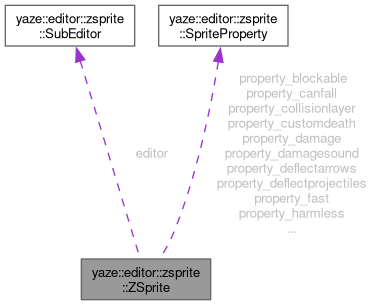 yaze::editor::zsprite
::SubEditor
yaze::editor::zsprite
::SpriteProperty
editor
property_blockable
property_canfall
property_collisionlayer
property_customdeath
property_damage
property_damagesound
property_deflectarrows
property_deflectprojectiles
property_fast
property_harmless
...
yaze::editor::zsprite
::ZSprite